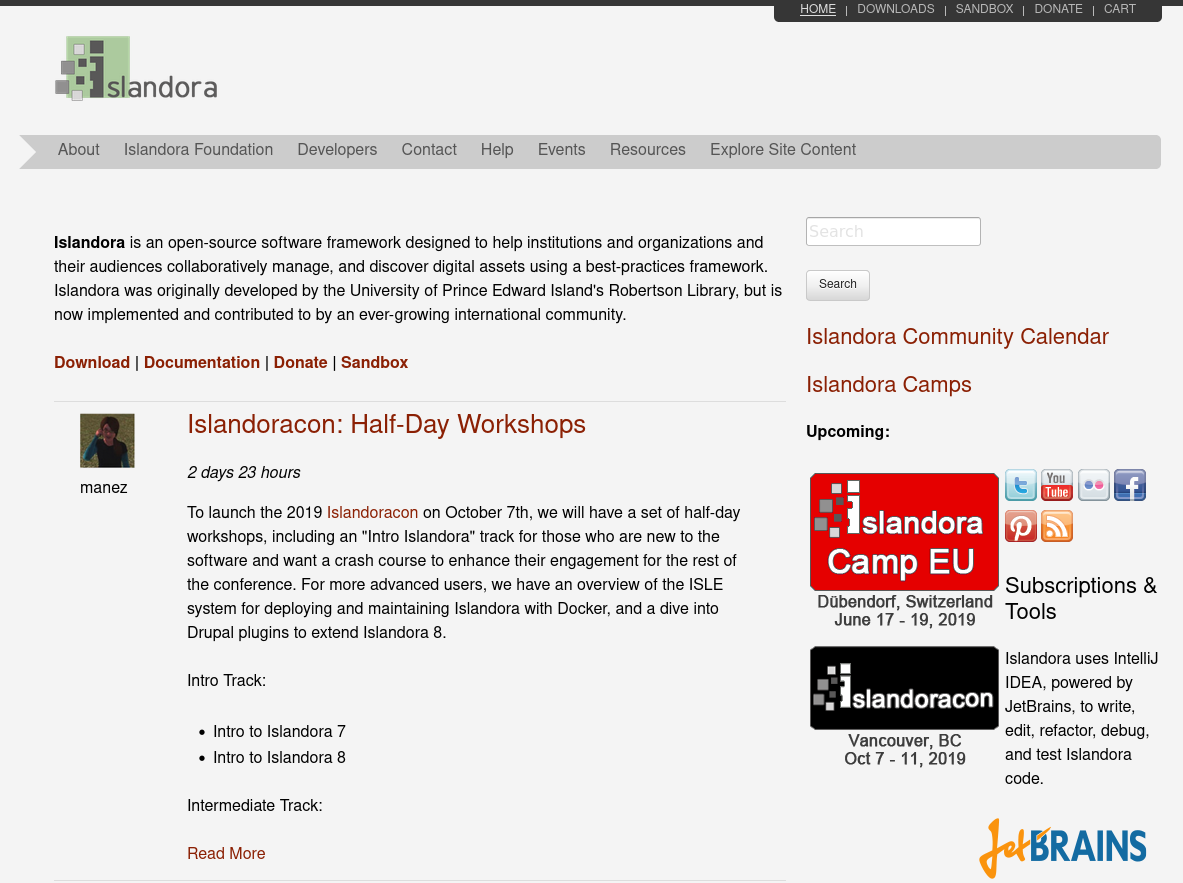 HOME | DOWNLOADS | SANDBOX | DONATE | CART
islandora
About Islandora Foundation Developers Contact Help Events Resources Explore Site Content
Islandora is an open-source software framework designed to help institutions and organizations and
their audiences collaboratively manage, and discover digital assets using a best-practices framework.
Islandora was originally developed by the University of Prince Edward Island's Robertson Library, but is
now implemented and contributed to by an ever-growing international community.
Download | Documentation | Donate | Sandbox
manez
Islandoracon: Half-Day Workshops
2 days 23 hours
To launch the 2019 Islandoracon on October 7th, we will have a set of half-day
workshops, including an "Intro Islandora" track for those who are new to the
software and want a crash course to enhance their engagement for the rest of
the conference. For more advanced users, we have an overview of the ISLE
system for deploying and maintaining Islandora with Docker, and a dive into
Drupal plugins to extend Islandora 8.
Intro Track:
• Intro to Islandora 7
• Intro to Islandora 8
Intermediate Track:
Read More
Search
Search
Islandora Community Calendar
Islandora Camps
Upcoming:
islandora
Camp EU
Dübendorf, Switzerland
June 17 - 19, 2019
islandoracon
Vancouver, BC
Oct 7 - 11, 2019
You
Tube
Subscriptions &
Tools
Islandora uses IntelliJ
IDEA, powered by
JetBrains, to write,
edit, refactor, debug,
and test Islandora
code.
JetBRAINS